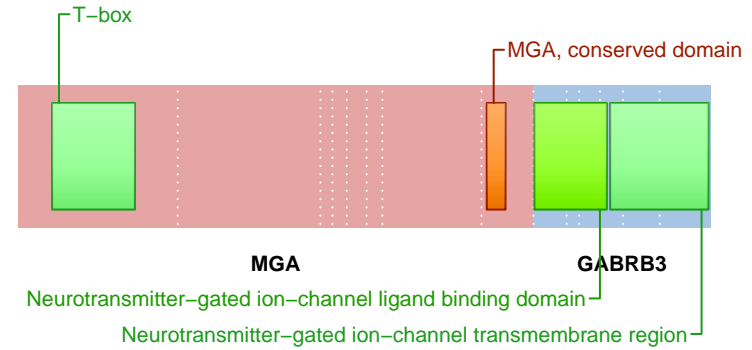 T−box
MGA, conserved domain
MGA
GABRB3
Neurotransmitter−gated ion−channel ligand binding domain
Neurotransmitter−gated ion−channel transmembrane region